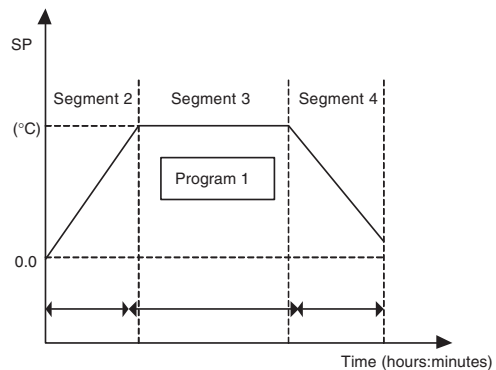 SP
Segment 2 Segment 3 Segment 4
(°C)
Program 1
0.0
Time (hours:minutes)